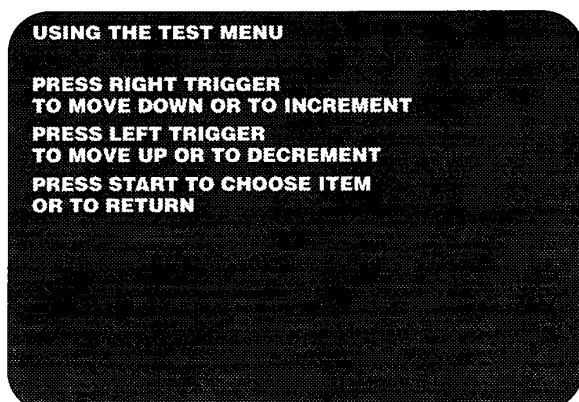 USING THE TEST MENU
PRESS RIGHT TRIGGER
TO MOVE DOWN OR TO INCREMENT
PRESS LEFT TRIGGER
TO MOVE UP OR TO DECREMENT
PRESS START TO CHOOSE ITEM
OR TO RETURN